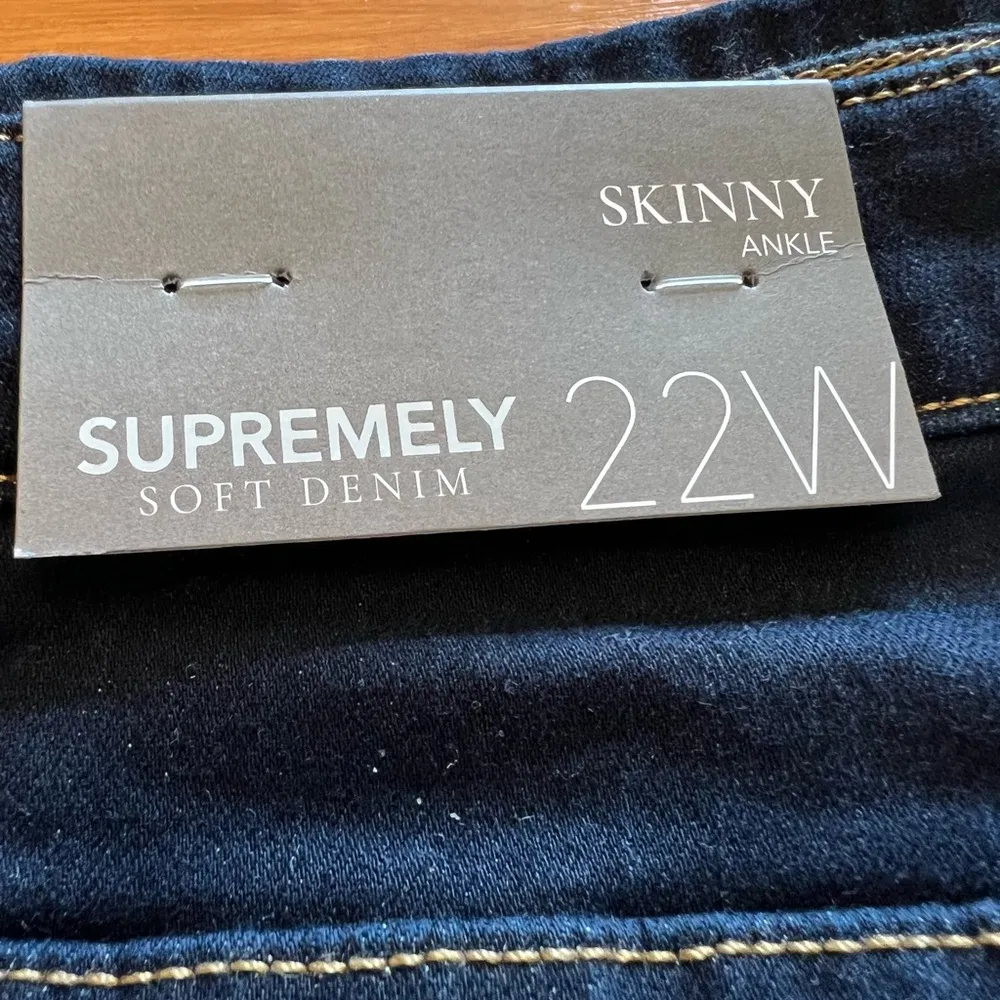 SKINNY
ANKLE
SUPREMELY
SOFT DENIM
22W